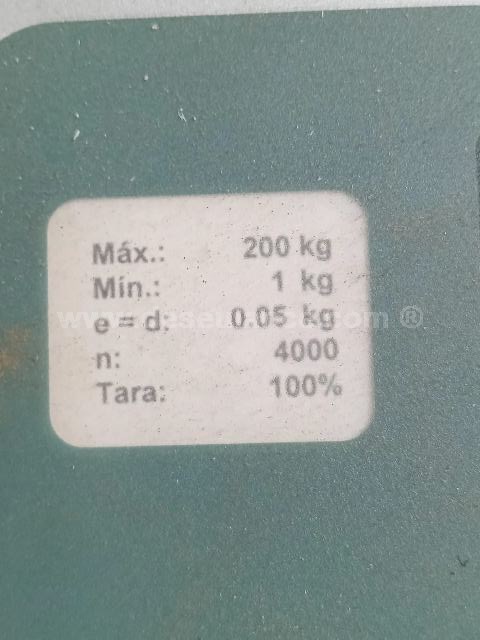 Máx.: 200 kg
Mín.: 1 kg
e = d: 0.05 kg
n: 4000
Tara: 100%